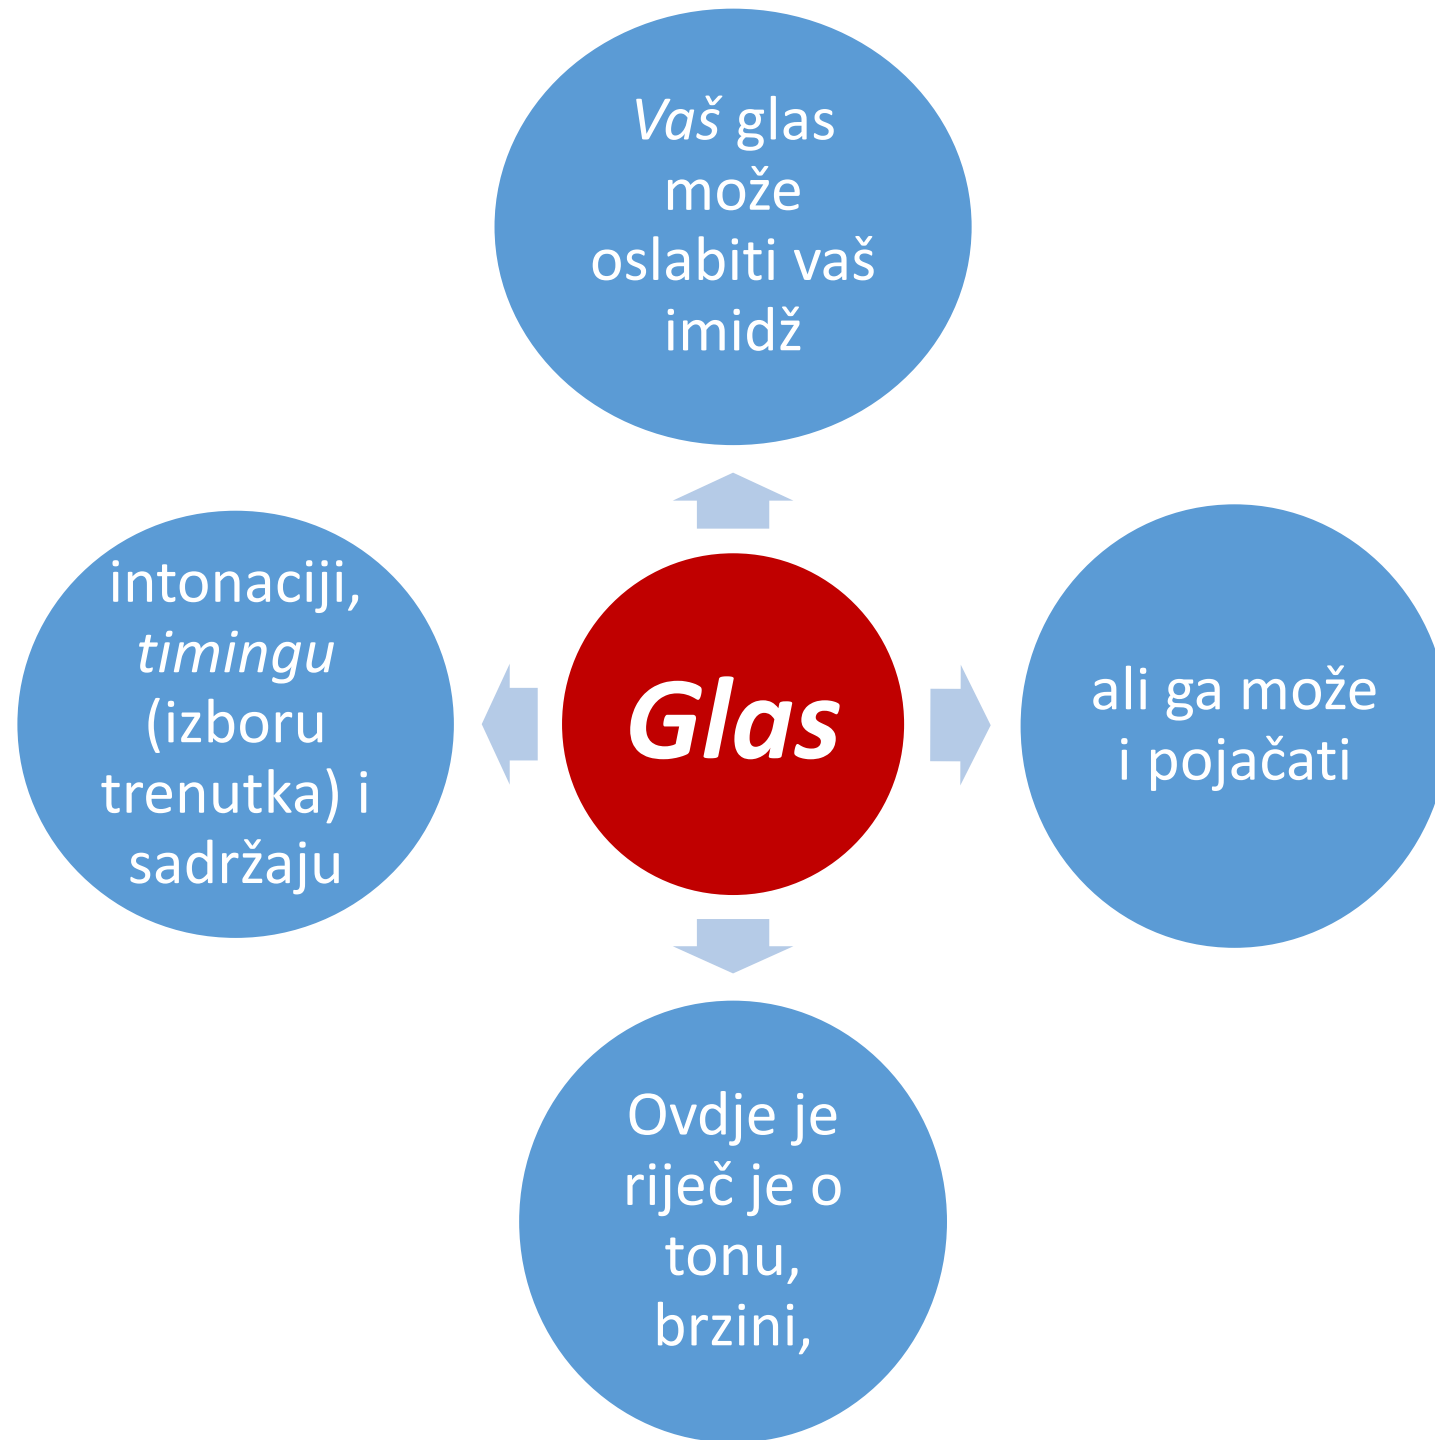 Vaš glas
može
oslabiti vaš
imidž
intonaciji,
timingu
(izboru
trenutka) i
sadržaju
Glas
ali ga može
i pojačati
Ovdje je
riječ je o
tonu,
brzini,